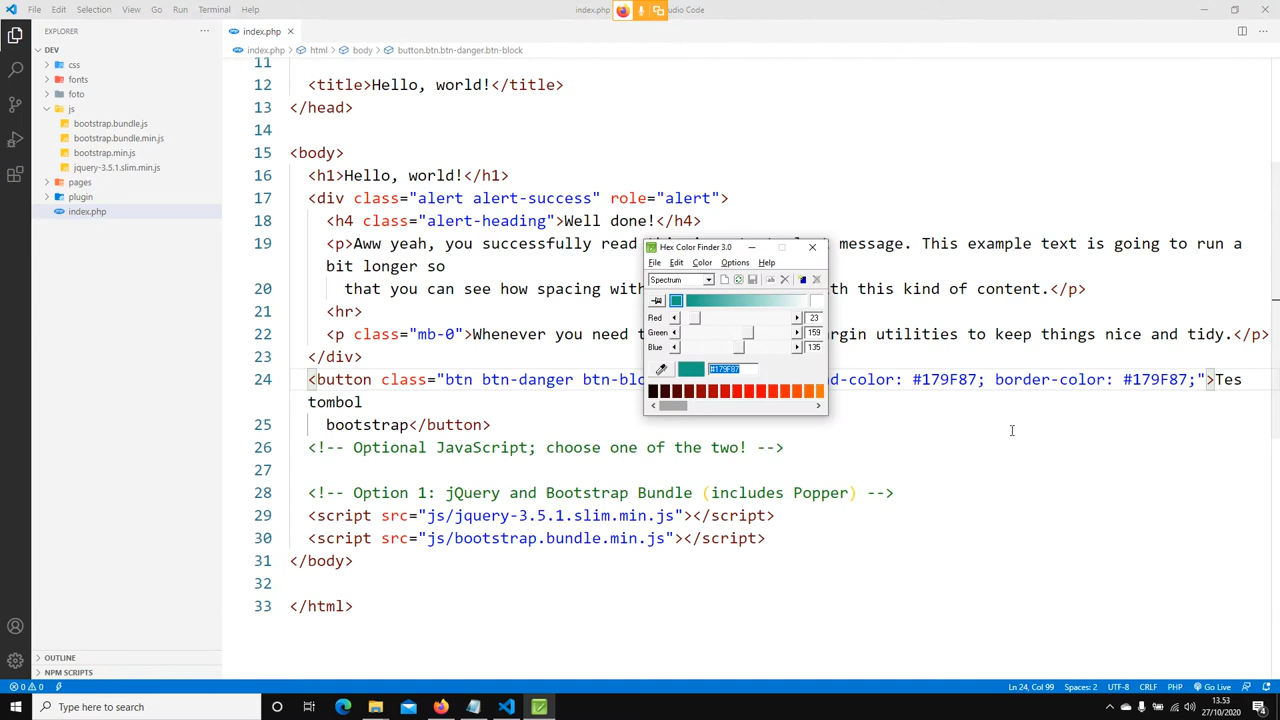 File Edit Selection View Go Run Terminal Help
index.php
udio Code
EXPLORER
index.php
DEV
index.php > html > body > button.btn.btn-danger.btn-block
css
fonts
foto
js
bootstrap.bundle.js
bootstrap.bundle.min.js
bootstrap.min.js
jquery-3.5.1.slim.min.js
pages
plugin
index.php
11
12 <title>Hello, world!</title>
13 </head>
14
15 <body>
16 <h1>Hello, world!</h1>
17 <div class="alert alert-success" role="alert">
18 <h4 class="alert-heading">Well done!</h4>
19 <p>Aww yeah, you successfully read message. This example text is going to run a
bit longer so
20 that you can see how spacing with h this kind of content.</p>
21 <hr>
22 <p class="mb-0">Whenever you need t rgin utilities to keep things nice and tidy.</p>
23 </div>
24 <button class="btn btn-danger btn-blo nd-color: #179F87; border-color: #179F87;">Tes
tombol
25 bootstrap</button>
26 <!-- Optional JavaScript; choose one of the two! -->
27
28 <!-- Option 1: jQuery and Bootstrap Bundle (includes Popper) -->
29 <script src="js/jquery-3.5.1.slim.min.js"></script>
30 <script src="js/bootstrap.bundle.min.js"></script>
31 </body>
32
33 </html>
Hex Color Finder 3.0
File Edit Color Options Help
Spectrum
Red 23
Green 159
Blue 135
#179F87
OUTLINE
NPM SCRIPTS
0 0
Ln 24, Col 99 Spaces: 2 UTF-8 CRLF PHP Go Live
Type here to search
13.53
27/10/2020
4